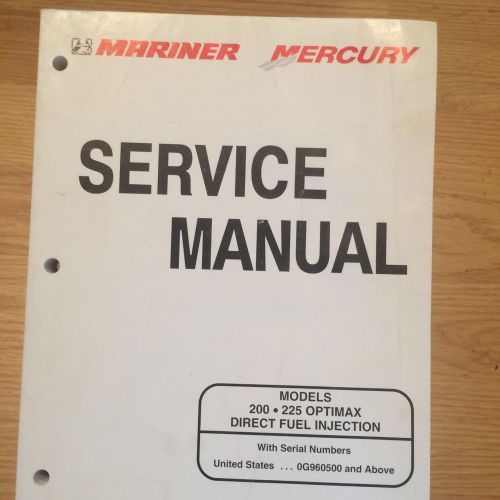 MARINER MERCURY
SERVICE
MANUAL
MODELS
200 • 225 OPTIMAX
DIRECT FUEL INJECTION
With Serial Numbers
United States . . . 0G960500 and Above